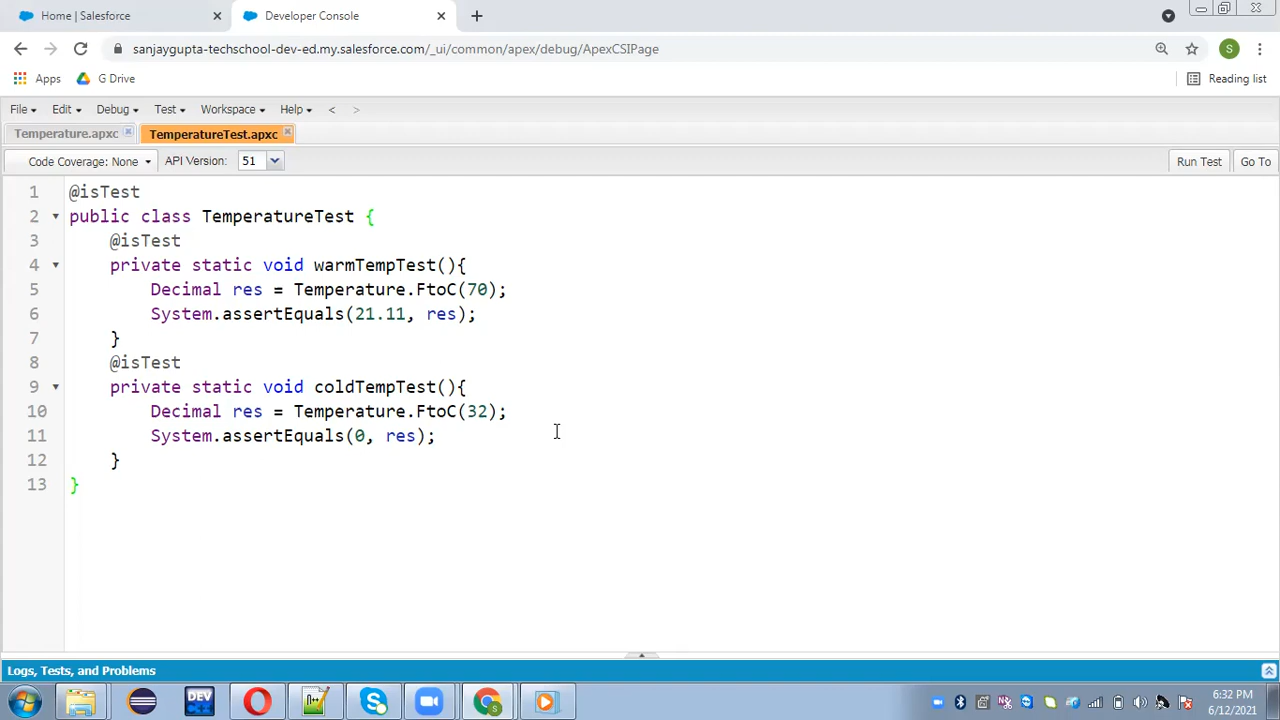 Home | Salesforce
Developer Console
sanjaygupta-techschool-dev-ed.my.salesforce.com/_ui/common/apex/debug/ApexCSIPage
S
Apps
G Drive
Reading list
File
Edit
Debug
Test
Workspace
Help
<
>
Temperature.apxc
TemperatureTest.apxc
Code Coverage: None
API Version:
51
Run Test
Go To
1 @isTest
2 public class TemperatureTest {
3 @isTest
4 private static void warmTempTest(){
5 Decimal res = Temperature.FtoC(70);
6 System.assertEquals(21.11, res);
7 }
8 @isTest
9 private static void coldTempTest(){
10 Decimal res = Temperature.FtoC(32);
11 System.assertEquals(0, res);
12 }
13 }
Logs, Tests, and Problems
DEV
C++
6:32 PM
6/12/2021